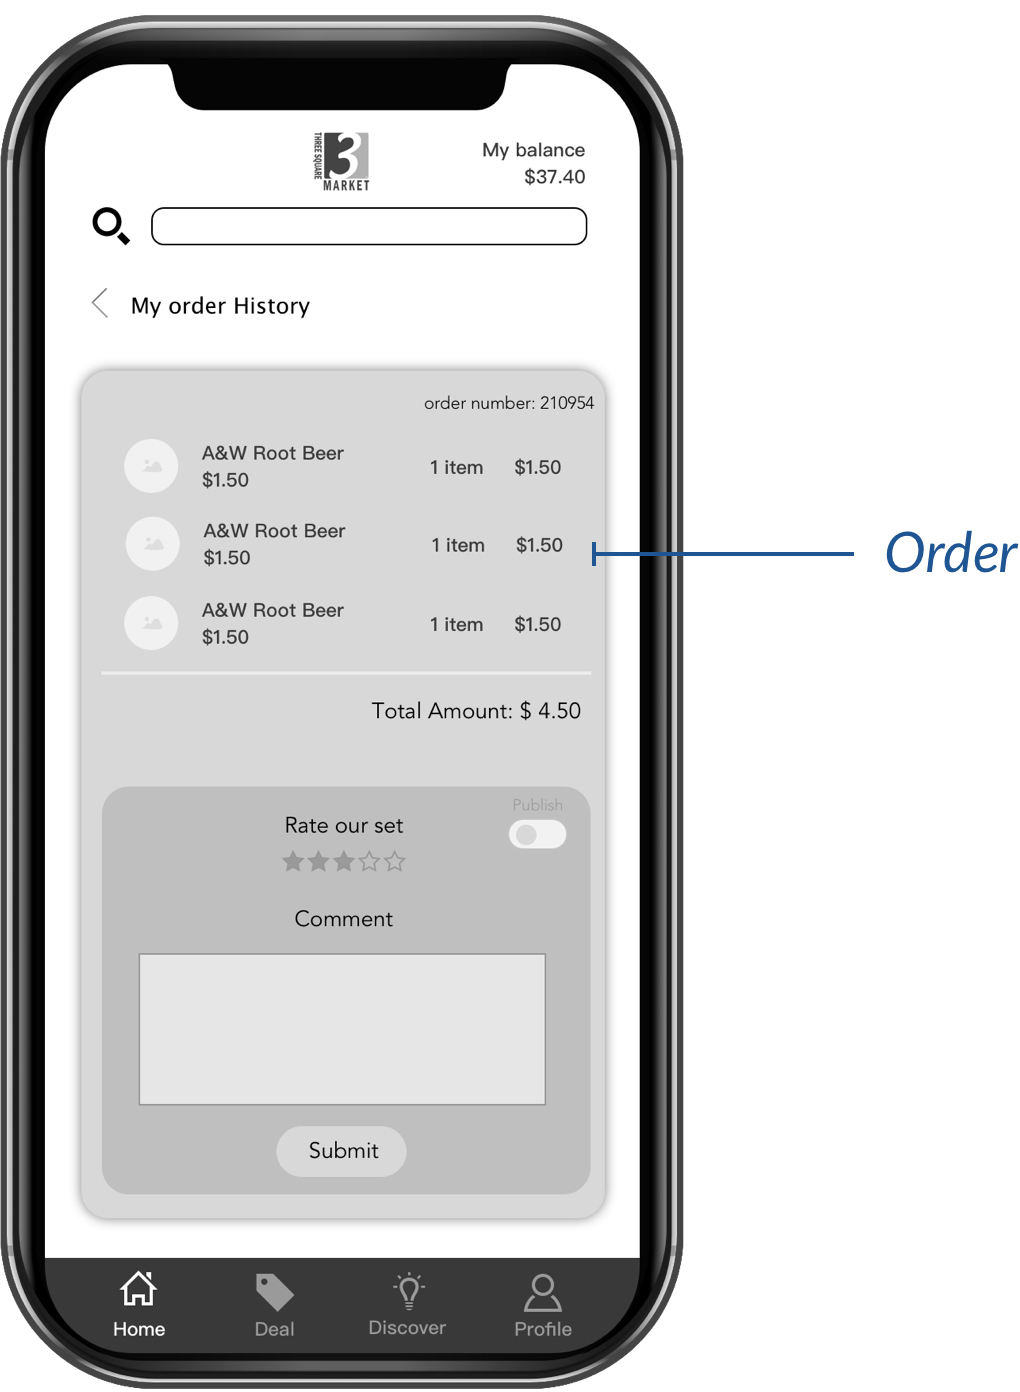 THREE SQUARE
3
MARKET
My balance
$37.40
My order History
order number: 210954
A&W Root Beer
$1.50
1 item
$1.50
A&W Root Beer
$1.50
1 item
$1.50
Order
A&W Root Beer
$1.50
1 item
$1.50
Total Amount: $ 4.50
Publish
Rate our set
Comment
Submit
Home
Deal
Discover
Profile